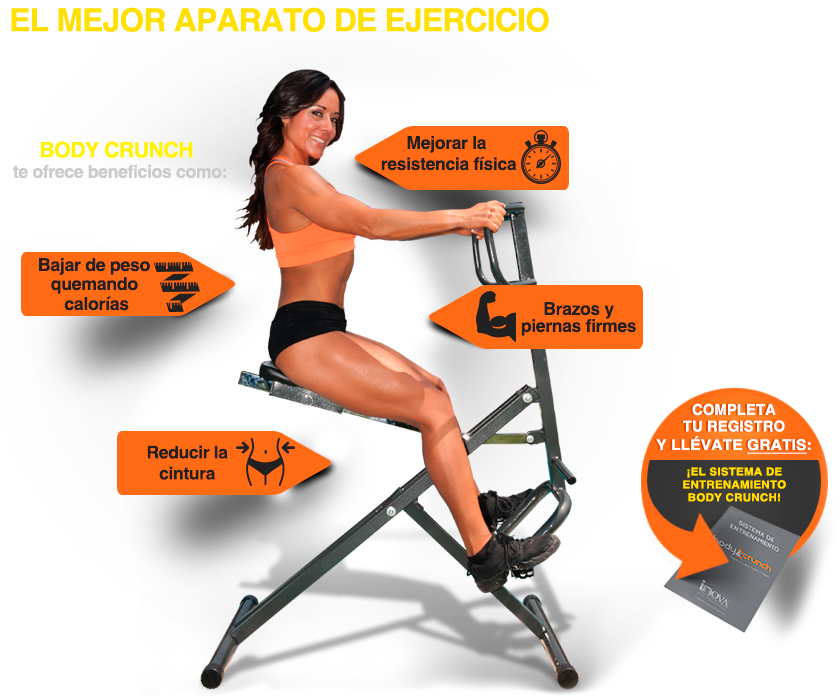 EL MEJOR APARATO DE EJERCICIO
BODY CRUNCH
te ofrece beneficios como:
Mejorar la
resistencia física
Bajar de peso
quemando
calorías
Brazos y
piernas firmes
Reducir la
cintura
COMPLETA
TU REGISTRO
Y LLÉVATE GRATIS:
¡EL SISTEMA DE
ENTRENAMIENTO
BODY CRUNCH!
SISTEMA DE
ENTRENAMIENTO
body crunch
iNOVA